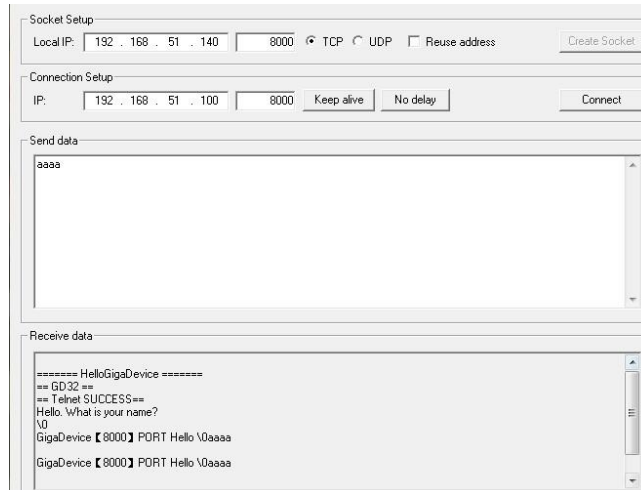 Socket Setup
Local IP: 192 . 168 . 51 . 140 8000 TCP UDP Reuse address Create Socket
Connection Setup
IP: 192 . 168 . 51 . 100 8000 Keep alive No delay Connect
Send data
aaaa
Receive data
======= HelloGigaDevice =======
== GD32 ==
== Telnet SUCCESS==
Hello. What is your name?
\0
GigaDevice【8000】PORT Hello \0aaaa
GigaDevice【8000】PORT Hello \0aaaa